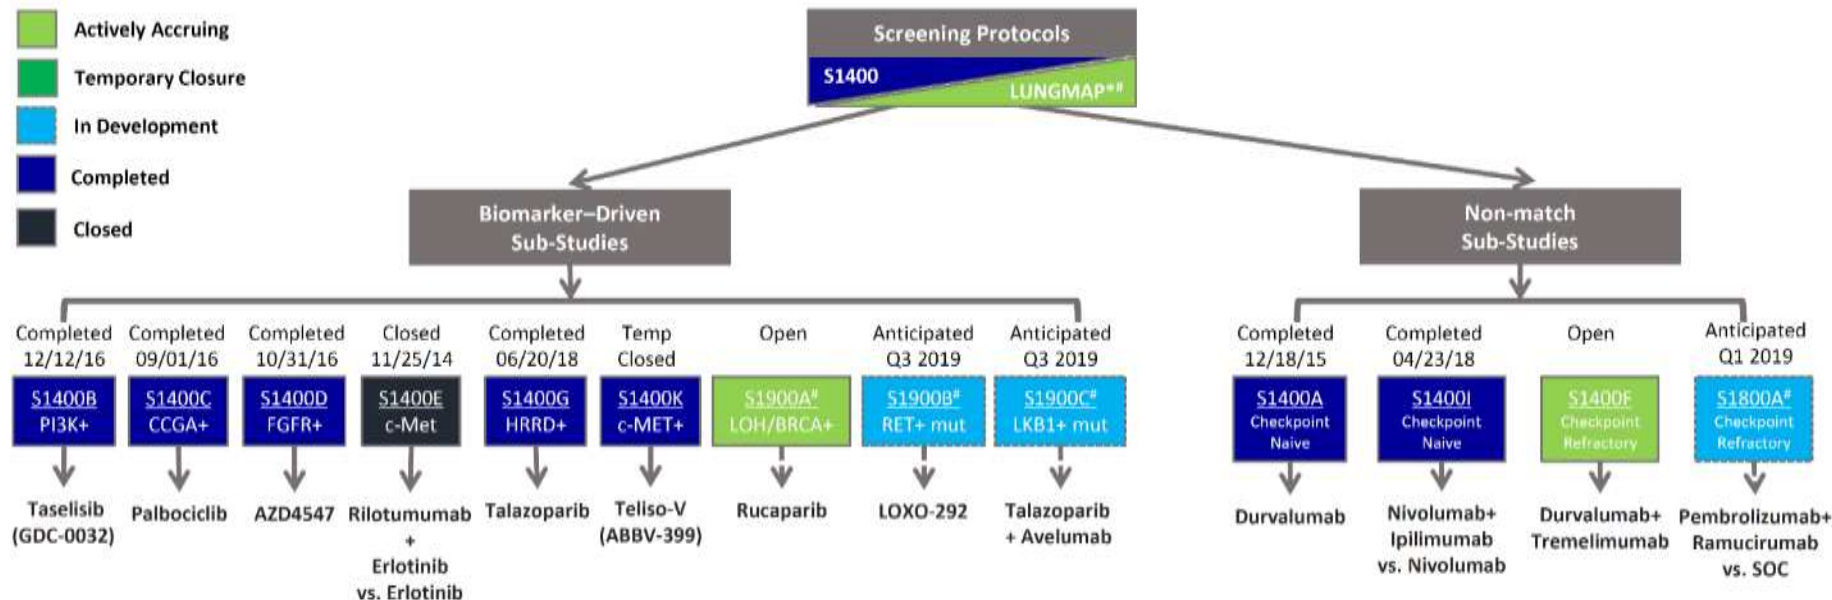 Actively Accruing
Temporary Closure
In Development
Completed
Closed
Screening Protocols
S1400
LUNGMAP*#
Biomarker–Driven
Sub-Studies
Non-match
Sub-Studies
Completed
12/12/16
S1400B
PI3K+
Taselisib
(GDC-0032)
Completed
09/01/16
S1400C
CCGA+
Palbociclib
Completed
10/31/16
S1400D
FGFR+
AZD4547
Closed
11/25/14
S1400E
c-Met
Rilotumumab
+
Erlotinib
vs. Erlotinib
Completed
06/20/18
S1400G
HRRD+
Talazoparib
Temp
Closed
S1400K
c-MET+
Teliso-V
(ABBV-399)
Open
S1900A#
LOH/BRCA+
Rucaparib
Anticipated
Q3 2019
S1900B#
RET+ mut
LOXO-292
Anticipated
Q3 2019
S1900C#
LKB1+ mut
Talazoparib
+ Avelumab
Completed
12/18/15
S1400A
Checkpoint
Naive
Durvalumab
Completed
04/23/18
S1400I
Checkpoint
Naive
Nivolumab+
Ipilimumab
vs. Nivolumab
Open
S1400F
Checkpoint
Refractory
Durvalumab+
Tremelimumab
Anticipated
Q1 2019
S1800A#
Checkpoint
Refractory
Pembrolizumab+
Ramucirumab
vs. SOC